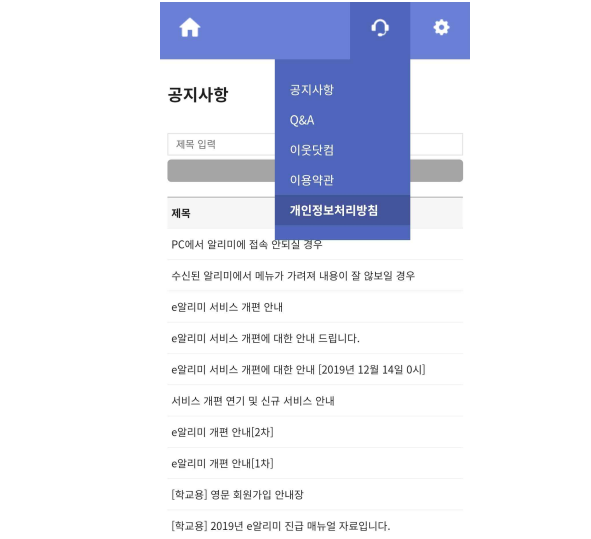 공지사항
Q&A
이웃닷컴
이용약관
개인정보처리방침
공지사항
제목 입력
제목
PC에서 알리미에 접속 안되실 경우
수신된 알리미에서 메뉴가 가려져 내용이 잘 않보일 경우
e알리미 서비스 개편 안내
e알리미 서비스 개편에 대한 안내 드립니다.
e알리미 서비스 개편에 대한 안내 [2019년 12월 14일 0시]
서비스 개편 연기 및 신규 서비스 안내
e알리미 개편 안내[2차]
e알리미 개편 안내[1차]
[학교용] 영문 회원가입 안내장
[학교용] 2019년 e알리미 진급 매뉴얼 자료입니다.